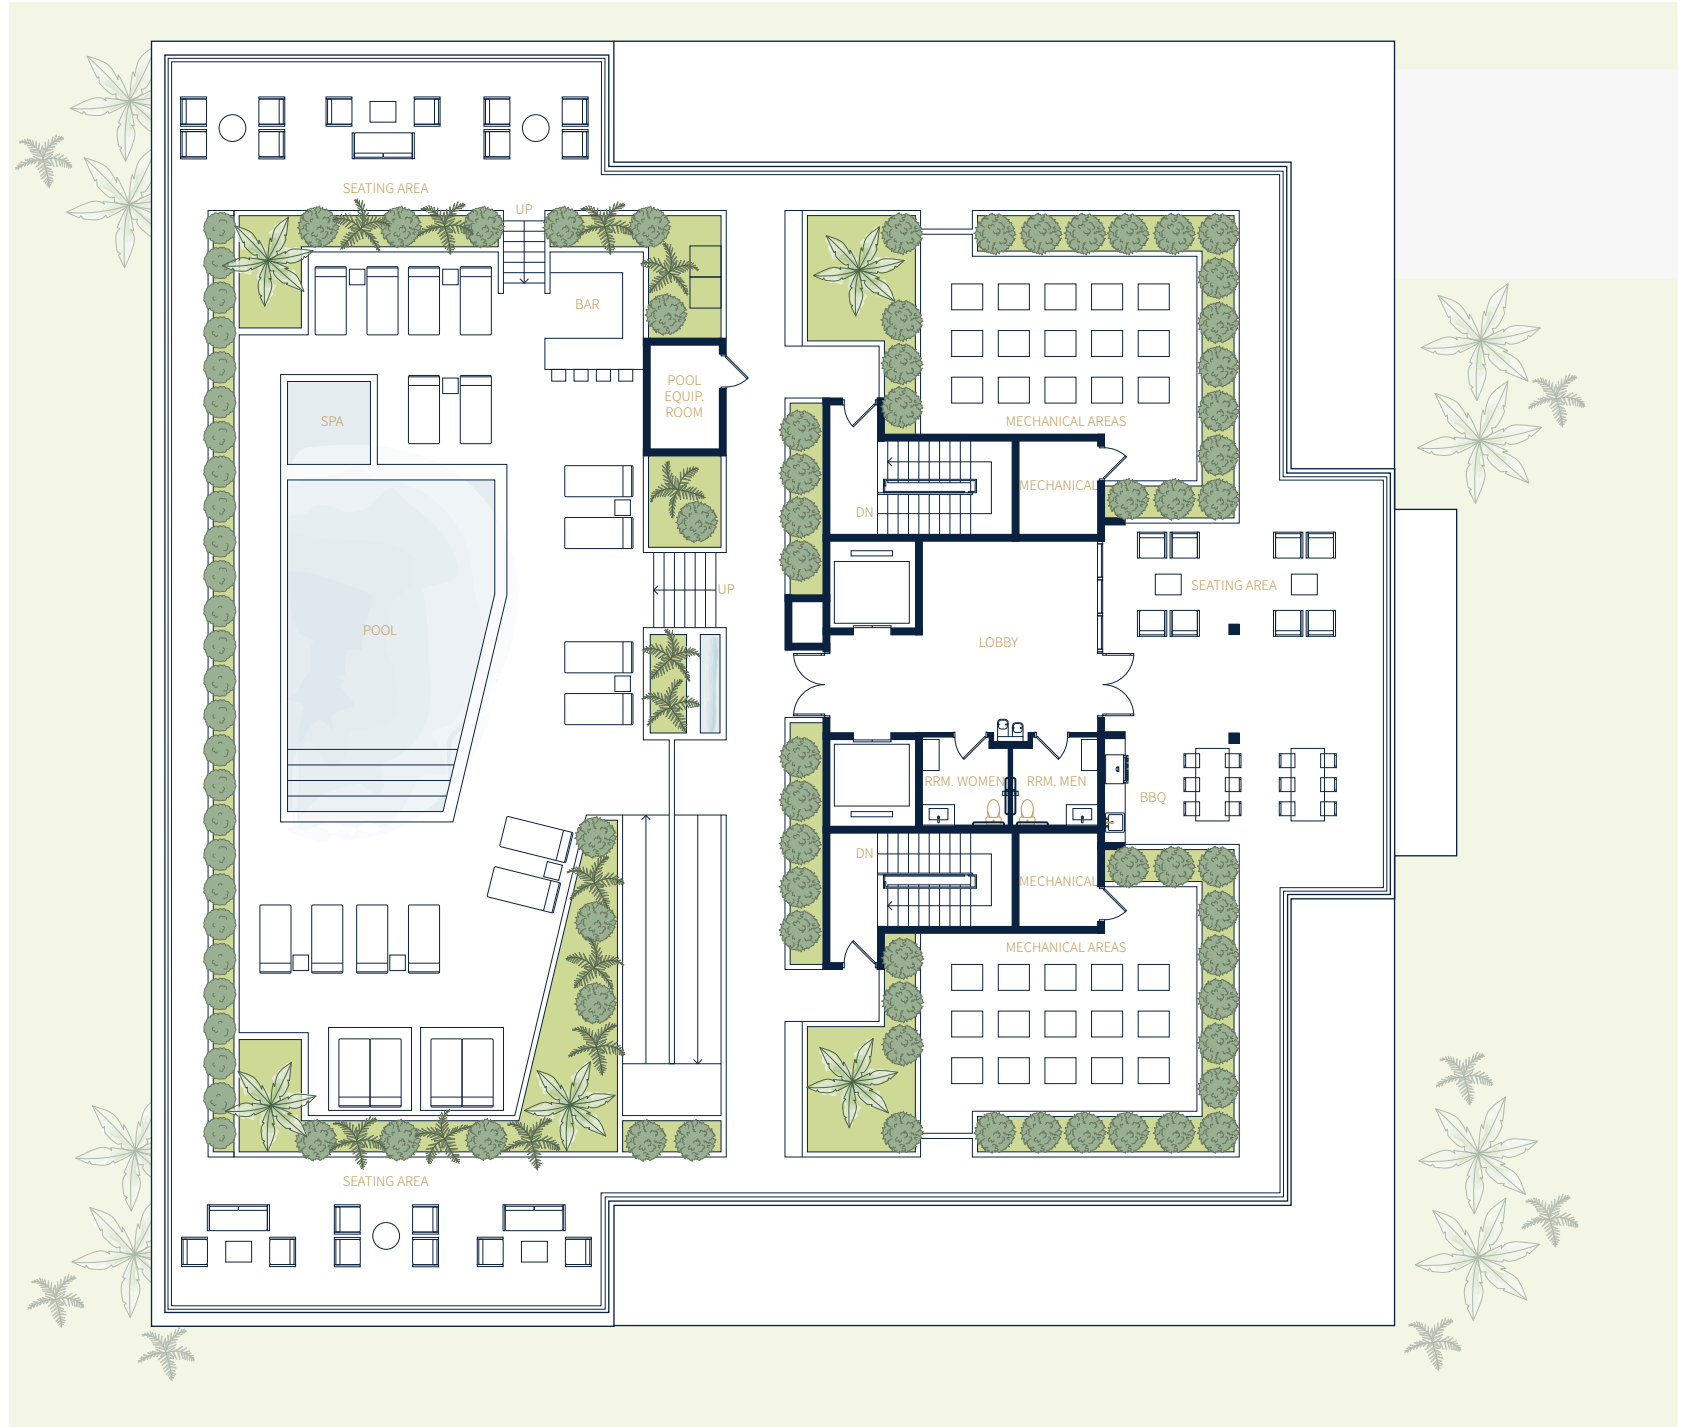 SEATING AREA
UP
BAR
POOL
EQUIP.
ROOM
SPA
MECHANICAL AREAS
MECHANICAL
DN
SEATING AREA
UP
POOL
LOBBY
RRM. WOMEN
RRM. MEN
BBQ
DN
MECHANICAL
MECHANICAL AREAS
SEATING AREA